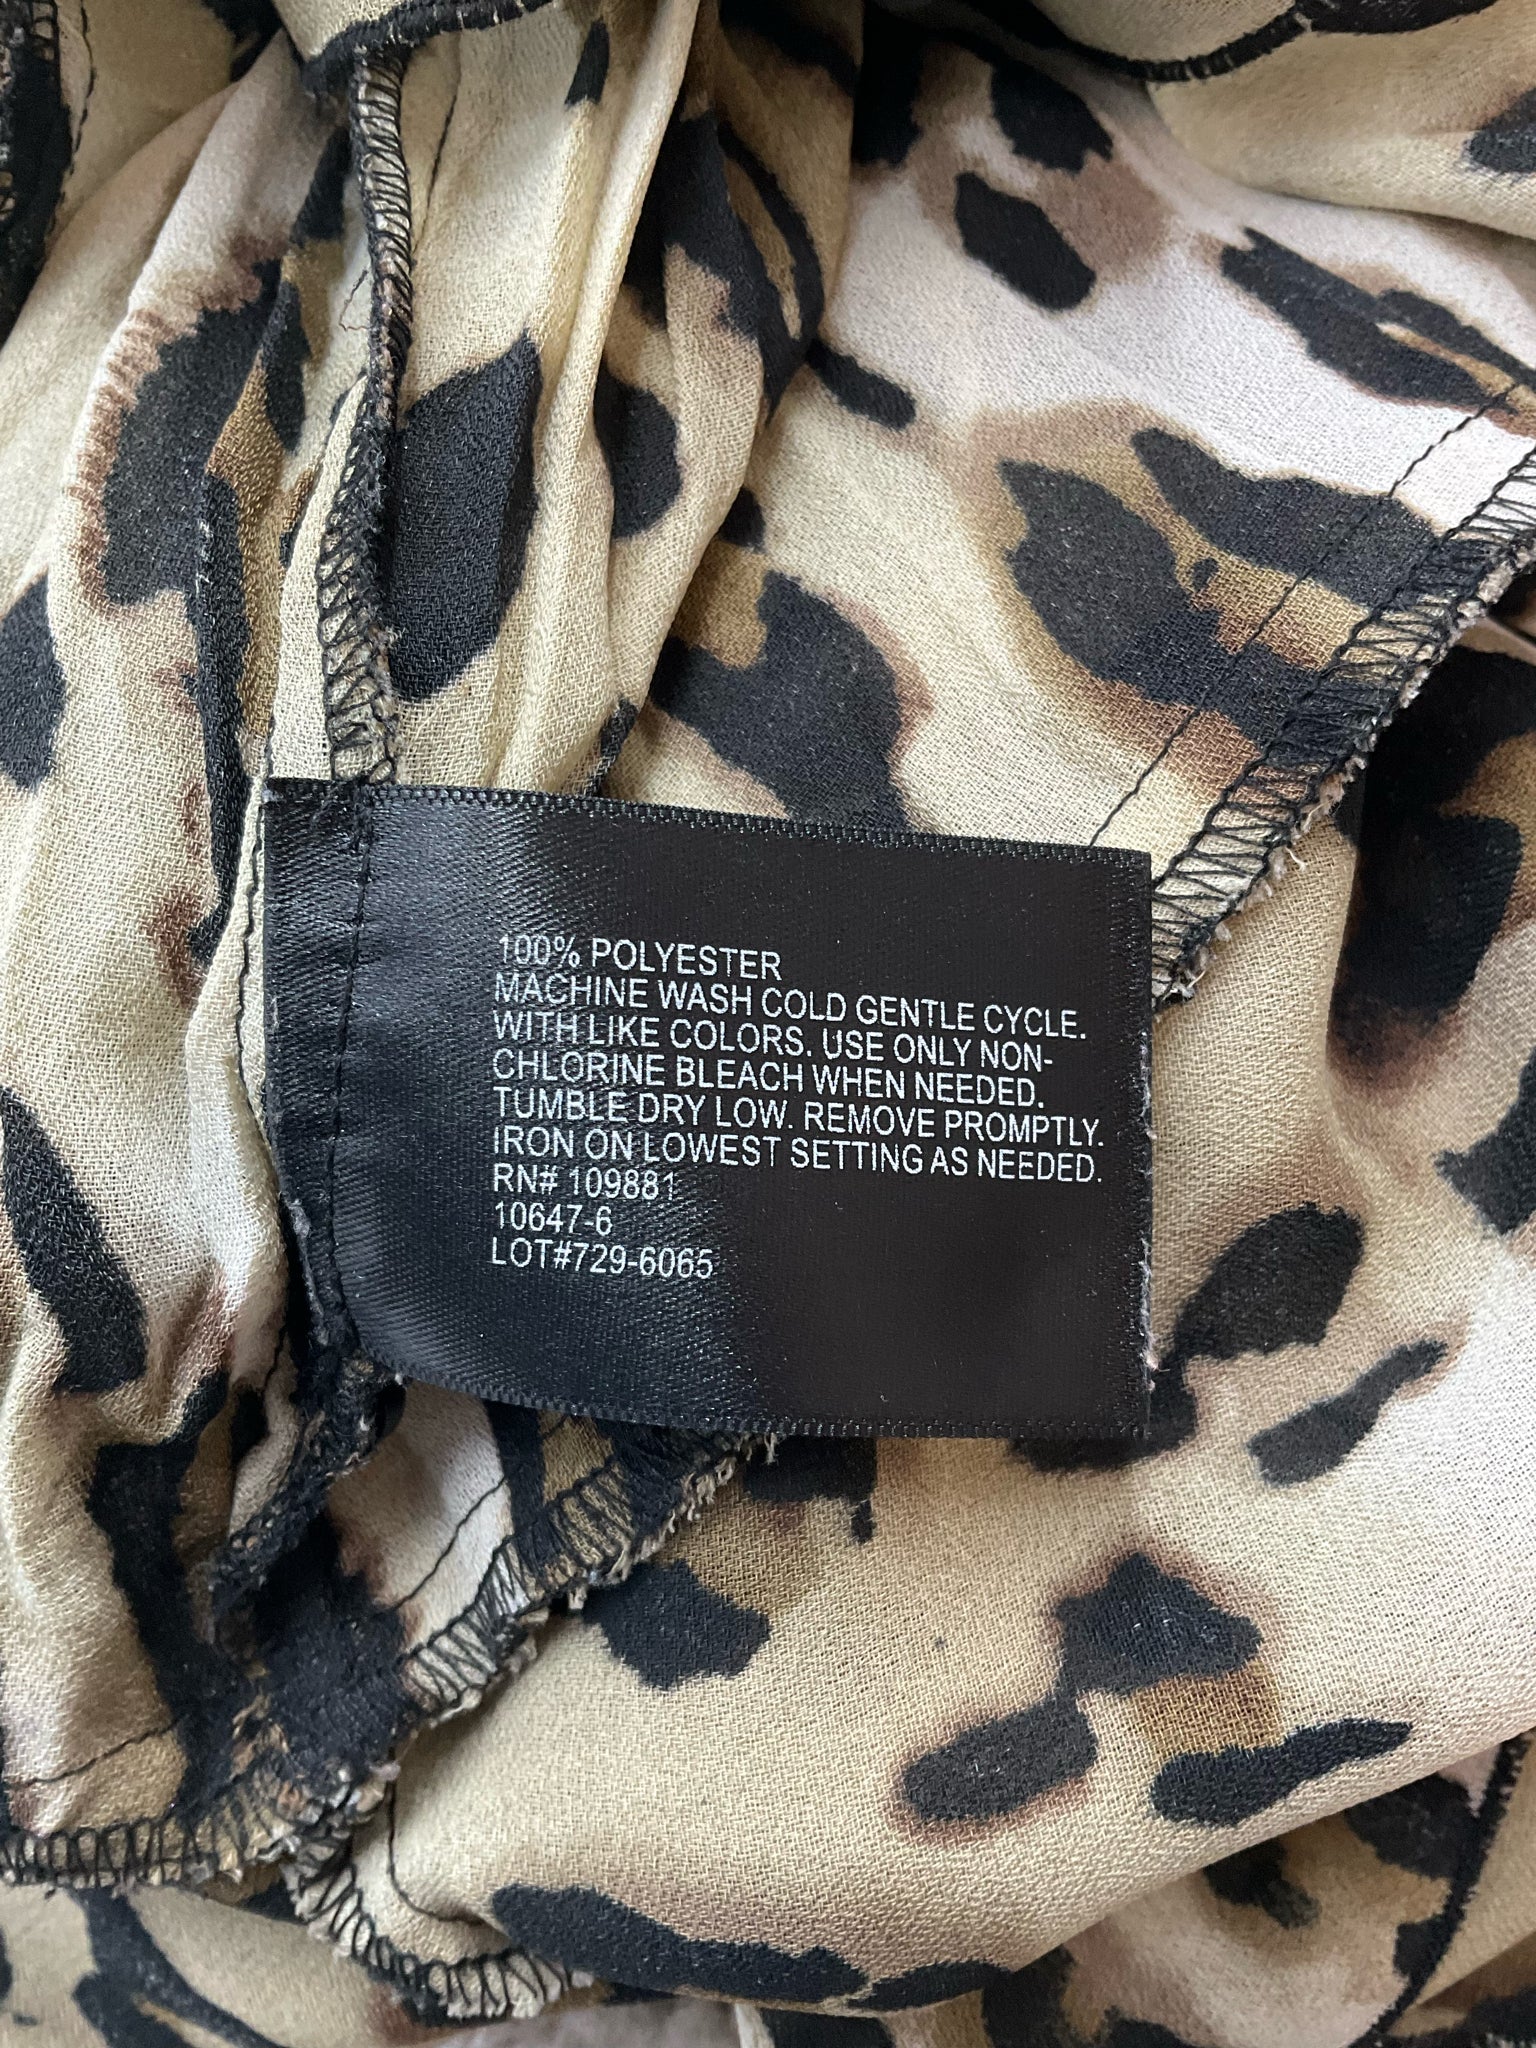 100% POLYESTER
MACHINE WASH COLD GENTLE CYCLE.
WITH LIKE COLORS. USE ONLY NON-
CHLORINE BLEACH WHEN NEEDED.
TUMBLE DRY LOW. REMOVE PROMPTLY.
IRON ON LOWEST SETTING AS NEEDED.
RN# 109881
10647-6
LOT#729-6065